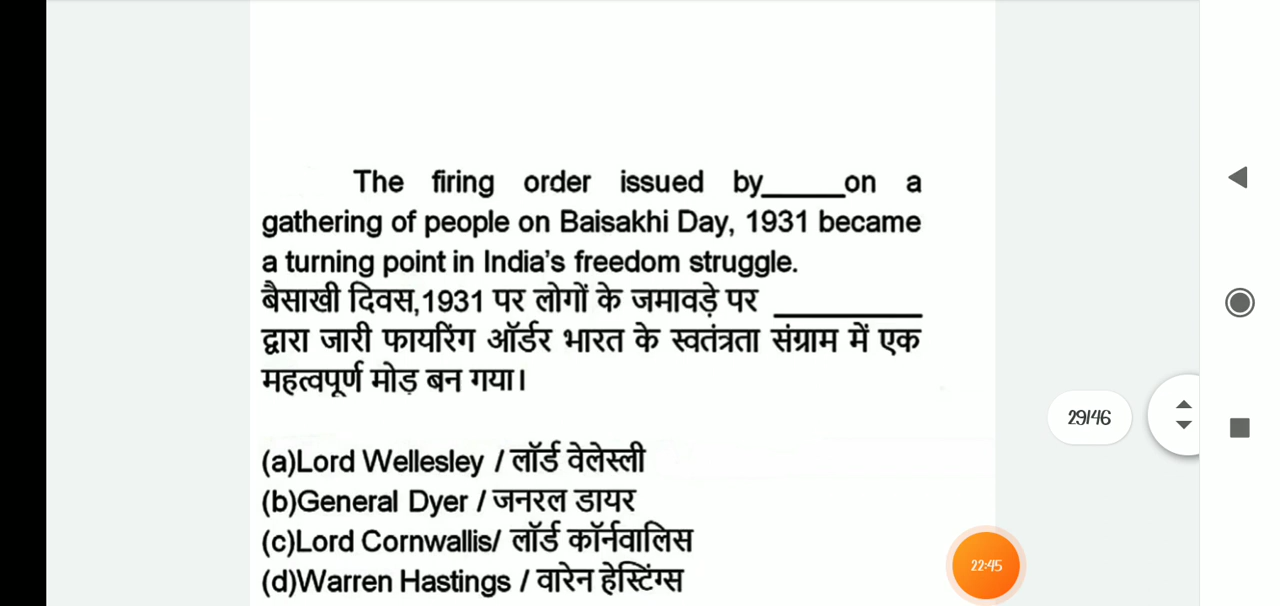 The firing order issued by_____on a
gathering of people on Baisakhi Day, 1931 became
a turning point in India's freedom struggle.
बैसाखी दिवस,1931 पर लोगों के जमावड़े पर __________
द्वारा जारी फायरिंग ऑर्डर भारत के स्वतंत्रता संग्राम में एक
महत्वपूर्ण मोड़ बन गया।
29/46
(a)Lord Wellesley / लॉर्ड वेलेस्ली
(b)General Dyer / जनरल डायर
(c)Lord Cornwallis/ लॉर्ड कॉर्नवालिस
(d)Warren Hastings / वारेन हेस्टिंग्स
22:45